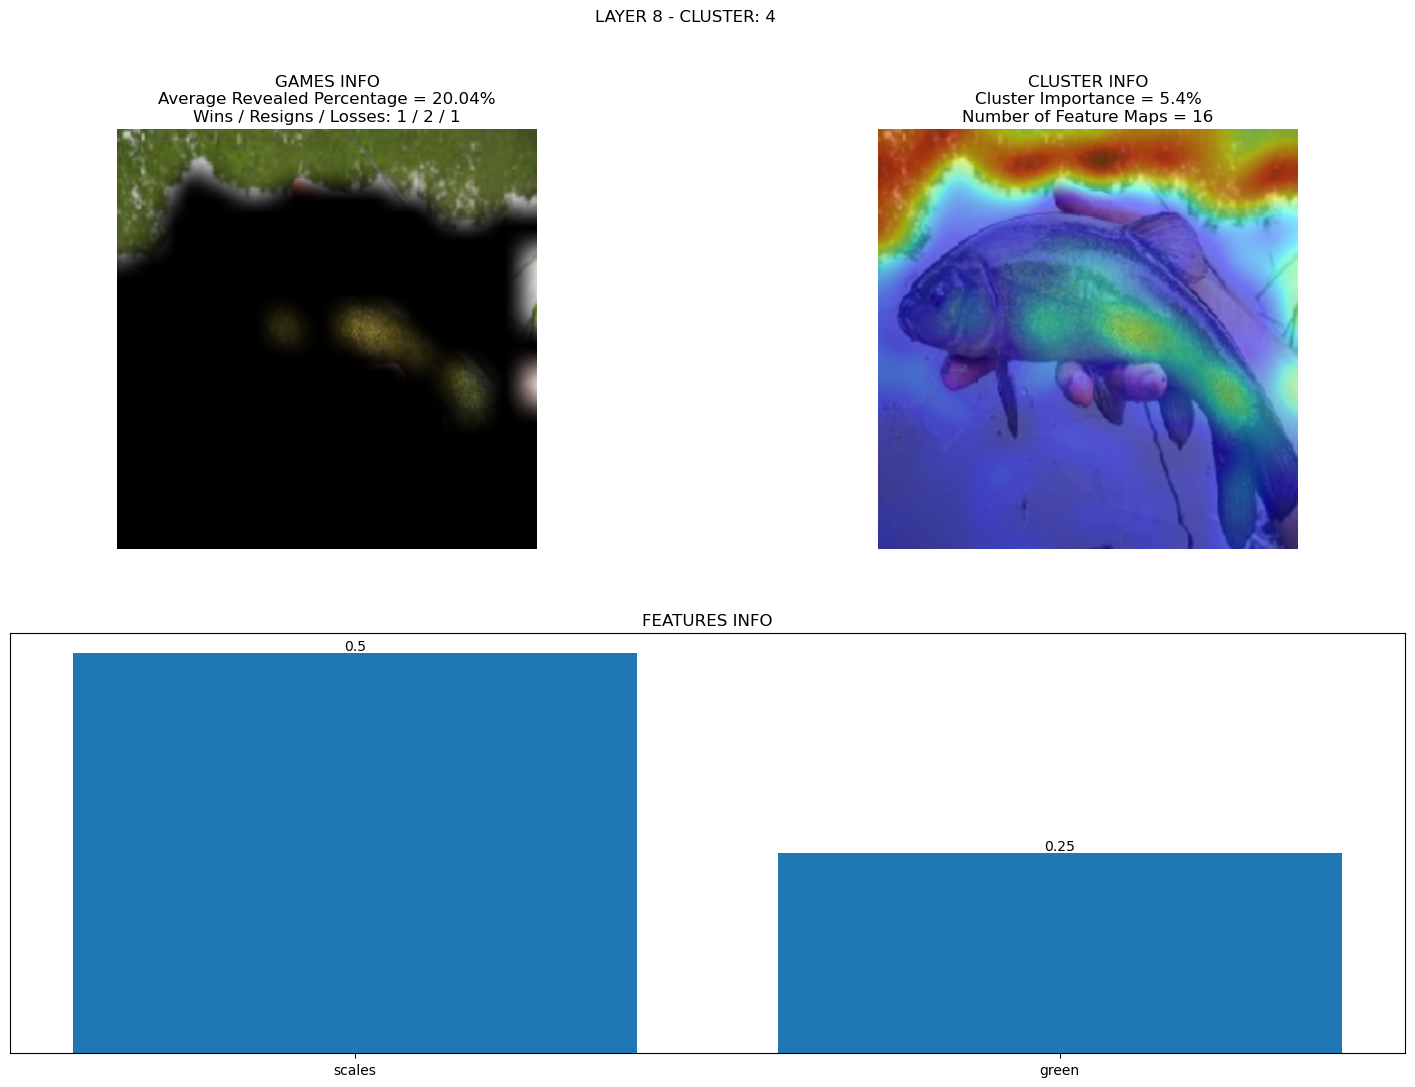 LAYER 8 - CLUSTER: 4
GAMES INFO
Average Revealed Percentage = 20.04%
Wins / Resigns / Losses: 1 / 2 / 1
CLUSTER INFO
Cluster Importance = 5.4%
Number of Feature Maps = 16
FEATURES INFO
0.5
0.25
scales
green